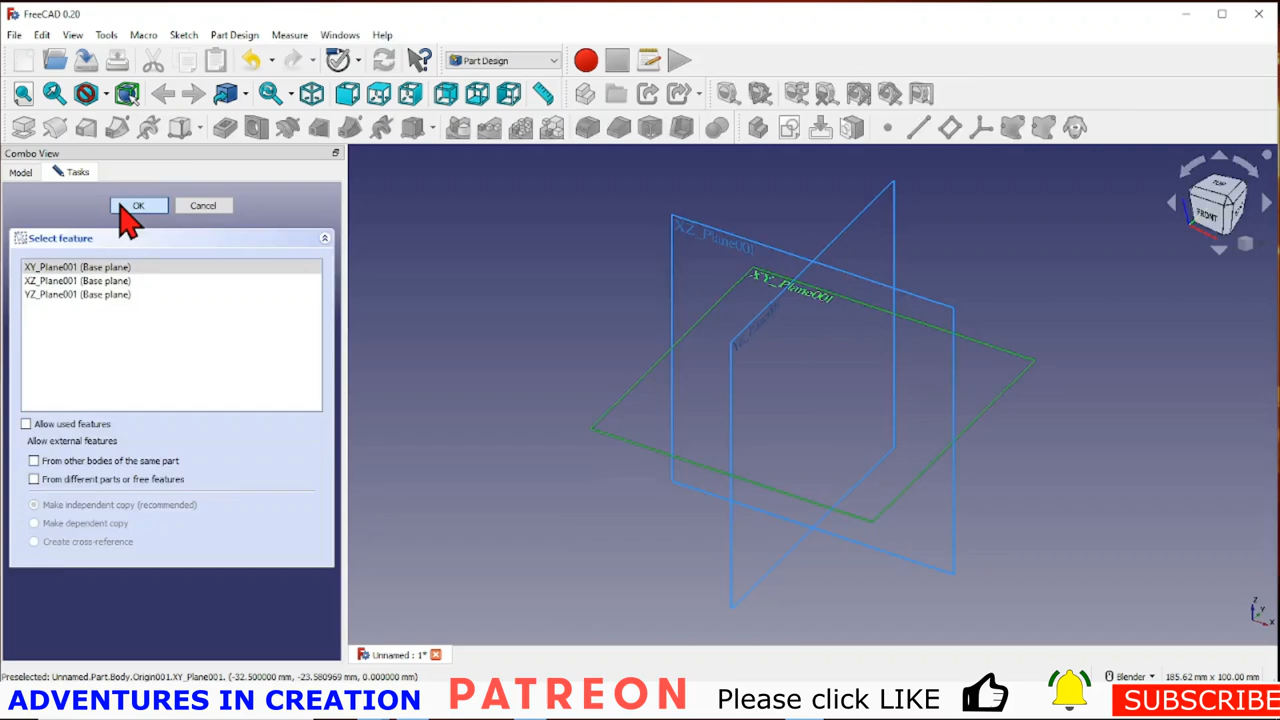 FreeCAD 0.20
File Edit View Tools Macro Sketch Part Design Measure Windows Help
Part Design
Combo View
Model Tasks
OK Cancel
Select feature
XY_Plane001 (Base plane)
XZ_Plane001 (Base plane)
YZ_Plane001 (Base plane)
Allow used features
Allow external features
From other bodies of the same part
From different parts or free features
Make independent copy (recommended)
Make dependent copy
Create cross-reference
XZ_Plane001
XY_Plane001
TOP
FRONT
Z
Y
X
Unnamed : 1*
Preselected: Unnamed.Part.Body.Origin001.XY_Plane001. (-32.500000 mm, -23.580969 mm, 0.000000 mm)
Blender 185.62 mm x 100.00 mm
ADVENTURES IN CREATION PATREON Please click LIKE SUBSCRIBE